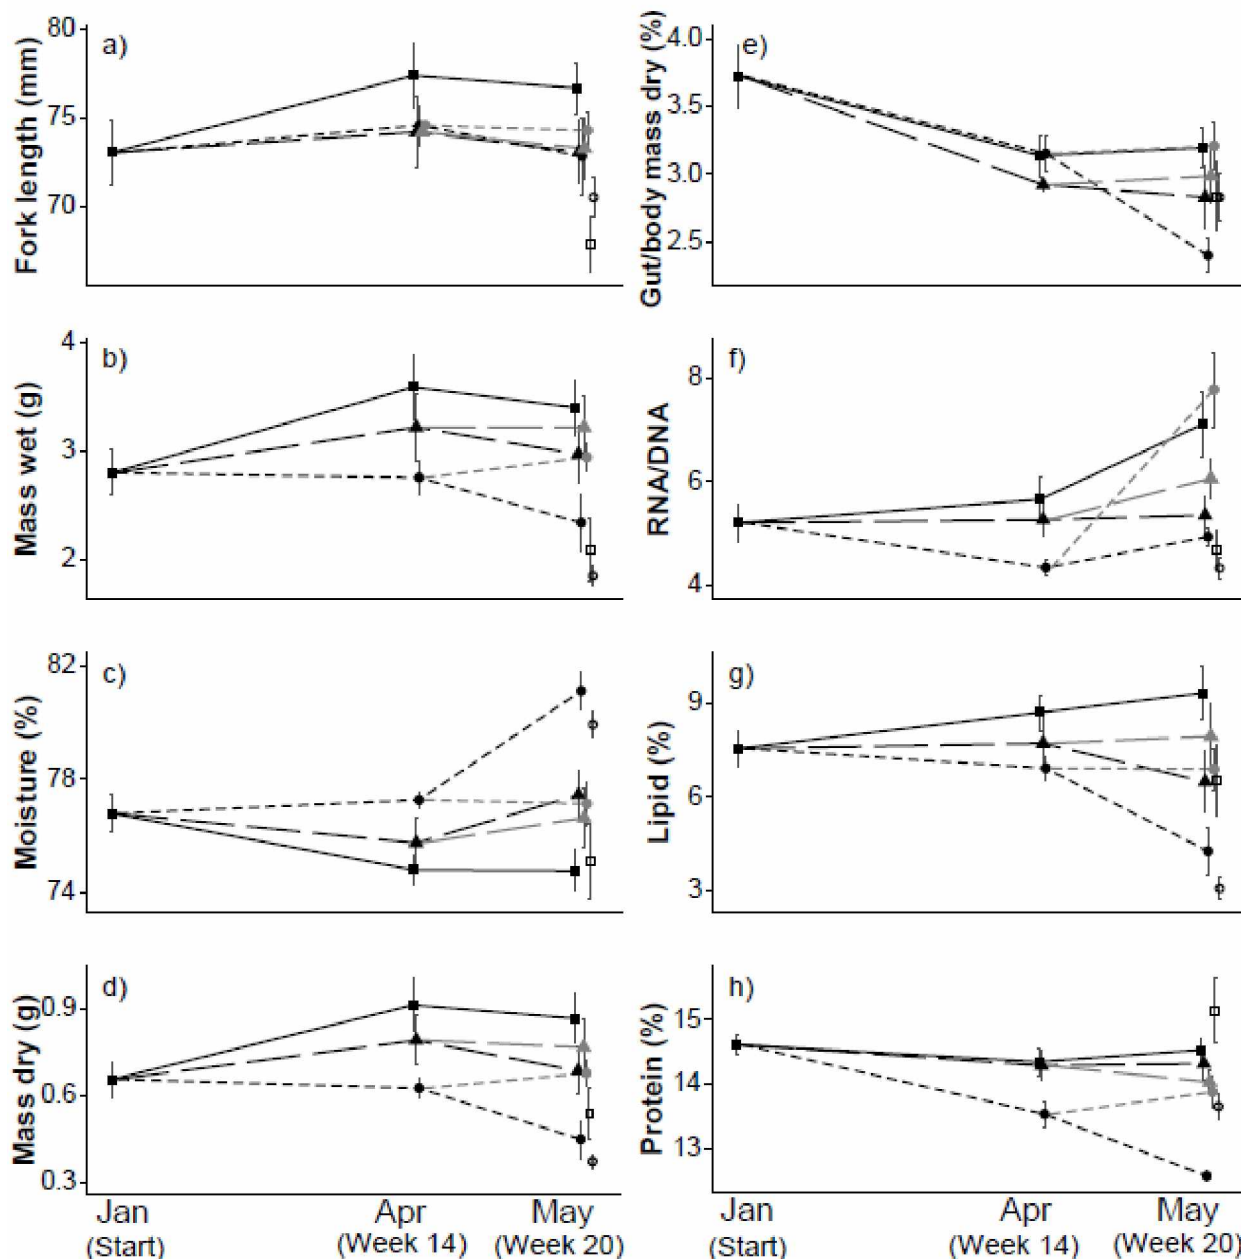 a)
80
75
70
Fork length (mm)
b)
4
3
2
Mass wet (g)
c)
82
78
74
Moisture (%)
d)
0.9
0.6
0.3
Mass dry (g)
Jan
(Start)
Apr
(Week 14)
May
(Week 20)
e)
4.0
3.5
3.0
2.5
Gut/body mass dry (%)
f)
8
6
4
RNA/DNA
g)
9
6
3
Lipid (%)
h)
15
14
13
Protein (%)
Jan
(Start)
Apr
(Week 14)
May
(Week 20)